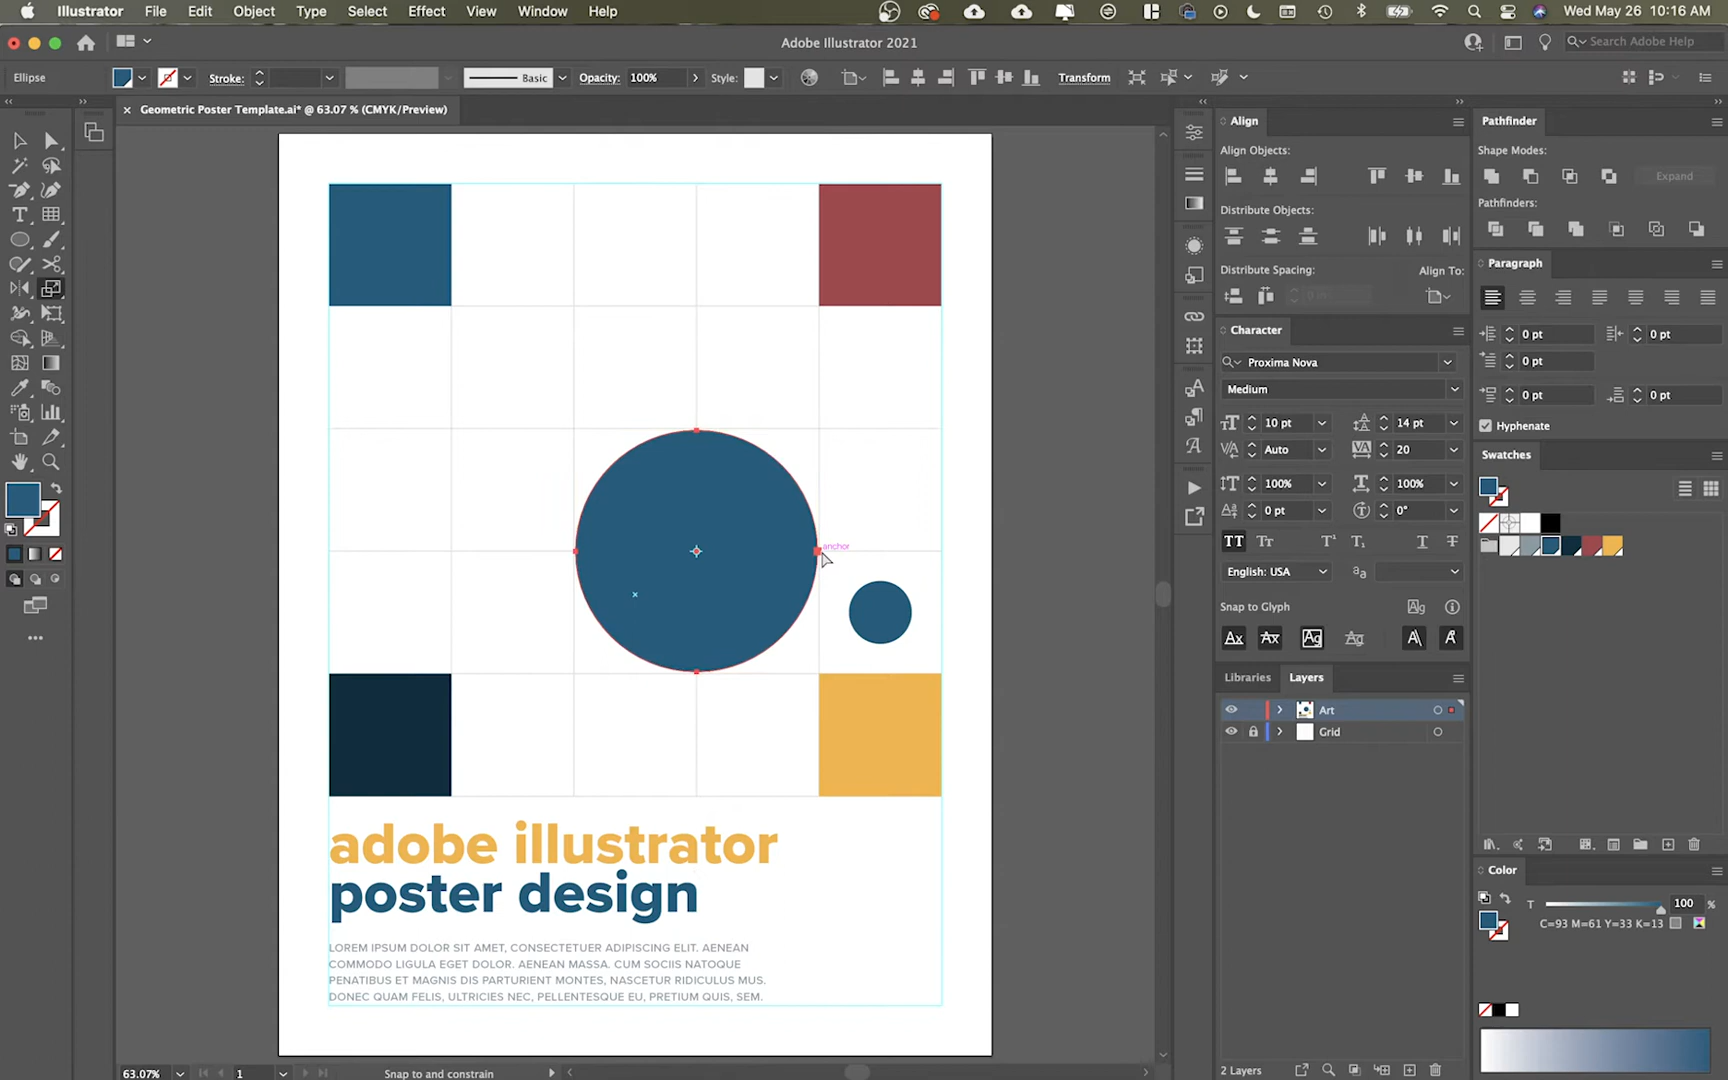 Illustrator File Edit Object Type Select Effect View Window Help
Wed May 26 10:16 AM
Adobe Illustrator 2021
Search Adobe Help
Ellipse
Stroke:
Basic
Opacity: 100%
Style:
Transform
Geometric Poster Template.ai* @ 63.07 % (CMYK/Preview)
anchor
adobe illustrator
poster design
LOREM IPSUM DOLOR SIT AMET, CONSECTETUER ADIPISCING ELIT. AENEAN
COMMODO LIGULA EGET DOLOR. AENEAN MASSA. CUM SOCIIS NATOQUE
PENATIBUS ET MAGNIS DIS PARTURIENT MONTES, NASCETUR RIDICULUS MUS.
DONEC QUAM FELIS, ULTRICIES NEC, PELLENTESQUE EU, PRETIUM QUIS, SEM.
63.07%
1
Snap to and constrain
Align
Align Objects:
Distribute Objects:
Distribute Spacing:
Align To:
0 pt
Character
Proxima Nova
Medium
10 pt
14 pt
Auto
20
100%
100%
0 pt
0°
English: USA
Snap to Glyph
Libraries
Layers
Art
Grid
2 Layers
Pathfinder
Shape Modes:
Expand
Pathfinders:
Paragraph
0 pt
0 pt
0 pt
0 pt
0 pt
Hyphenate
Swatches
Color
T
100 %
C=93 M=61 Y=33 K=13